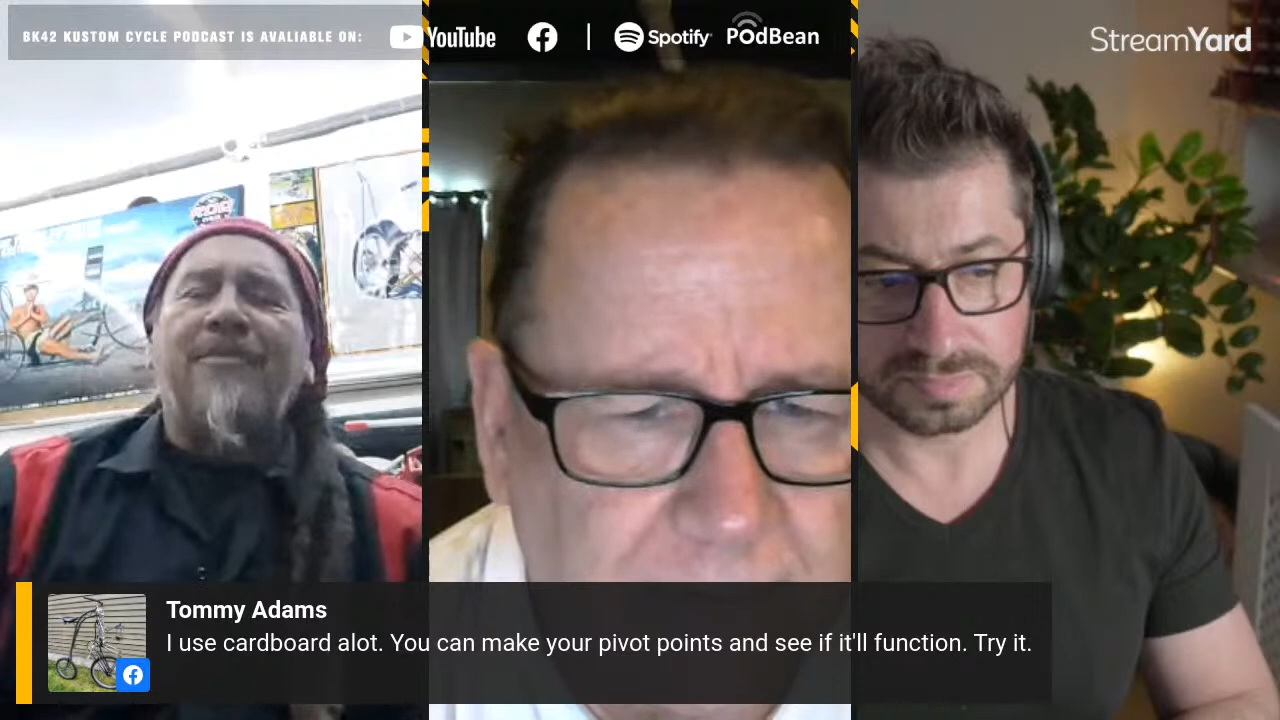 BK42 KUSTOM CYCLE PODCAST IS AVALIABLE ON:
YouTube
Spotify
PodBean
StreamYard
Tommy Adams
I use cardboard alot. You can make your pivot points and see if it'll function. Try it.